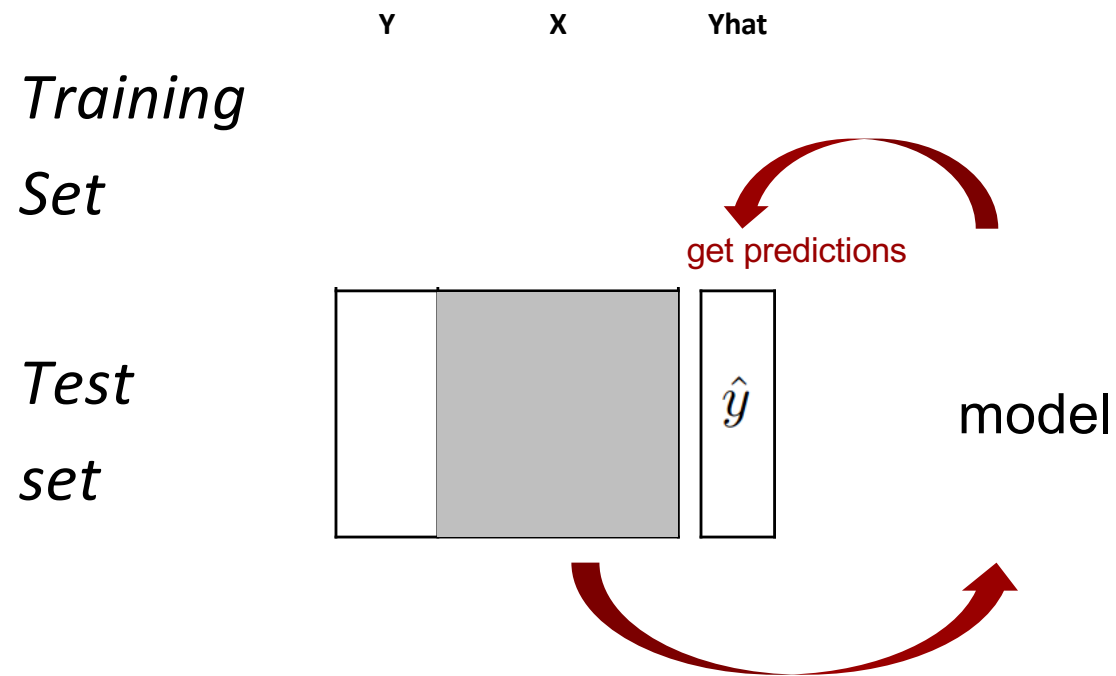 Y X Yhat
Training
Set
get predictions
Test
ŷ
model
set